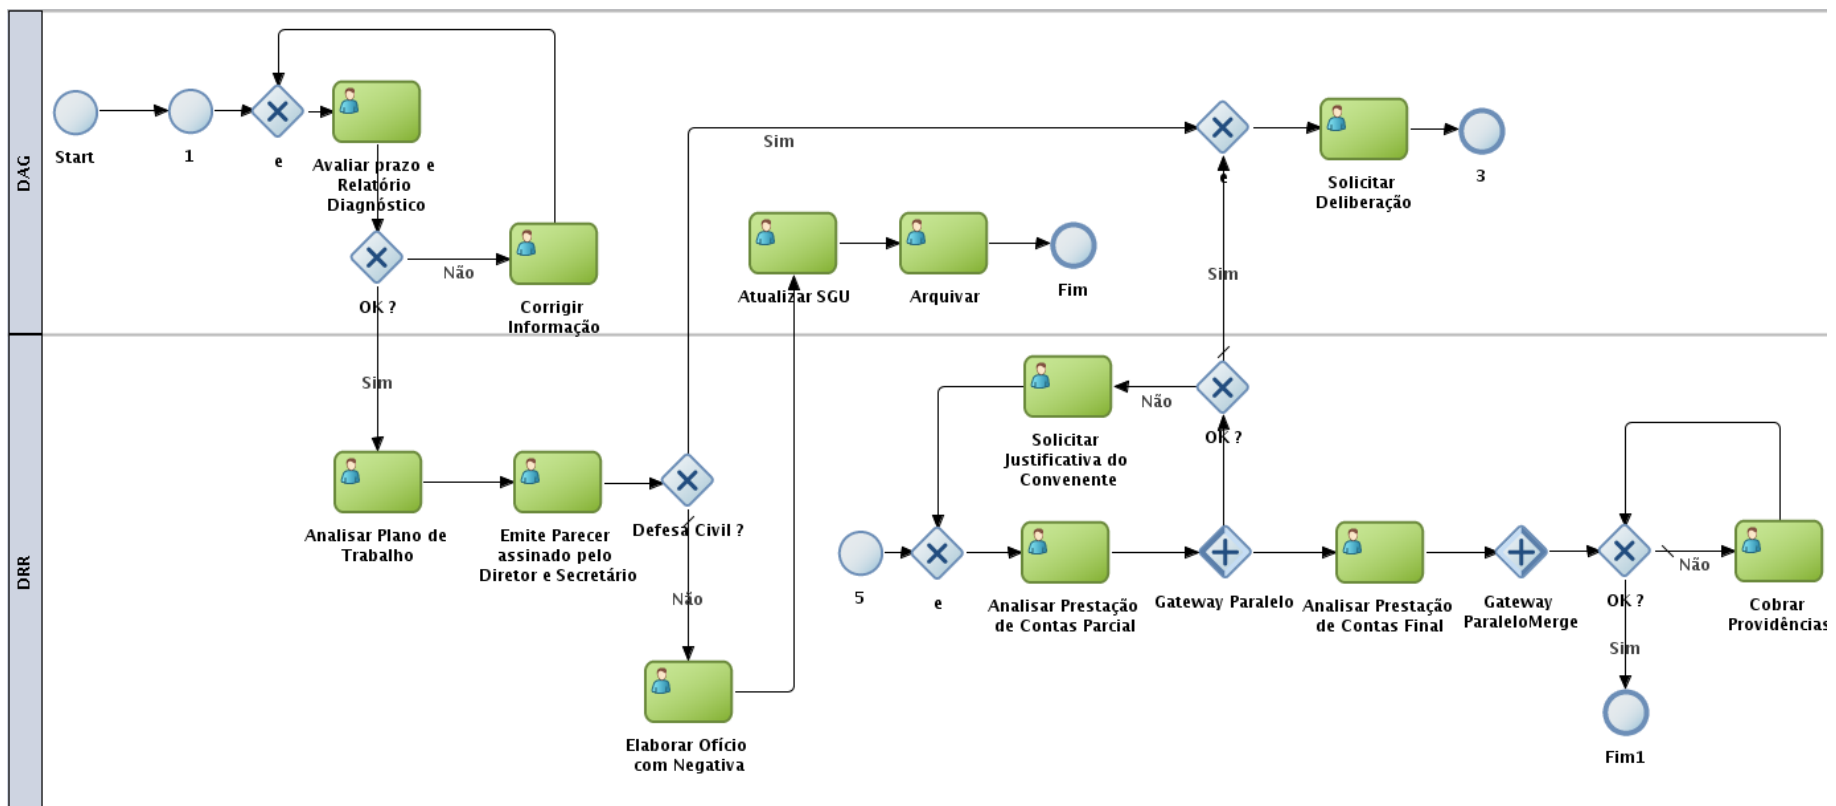 DAG
Start
1
e
Avaliar prazo e
Relatório
Diagnóstico
OK ?
Não
Corrigir
Informação
Sim
Sim
Atualizar SGU
Arquivar
Fim
e
Solicitar
Deliberação
3
Sim
DRR
Analisar Plano de
Trabalho
Emite Parecer
assinado pelo
Diretor e Secretário
Defesa Civil ?
Não
Elaborar Ofício
com Negativa
Solicitar
Justificativa do
Convenente
Não
OK ?
5
e
Analisar Prestação
de Contas Parcial
Gateway Paralelo
Analisar Prestação
de Contas Final
Gateway
ParaleloMerge
OK ?
Não
Cobrar
Providências
Sim
Fim1